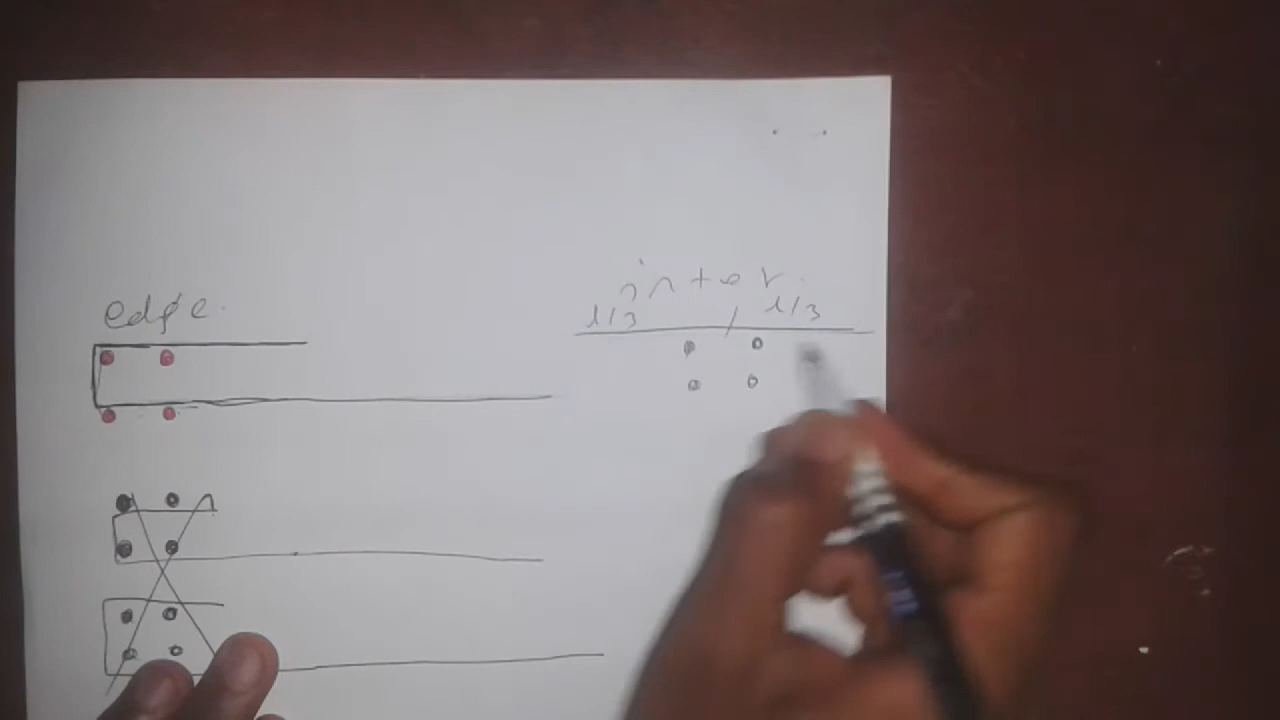 edge.
inter.
l/3 / l/3